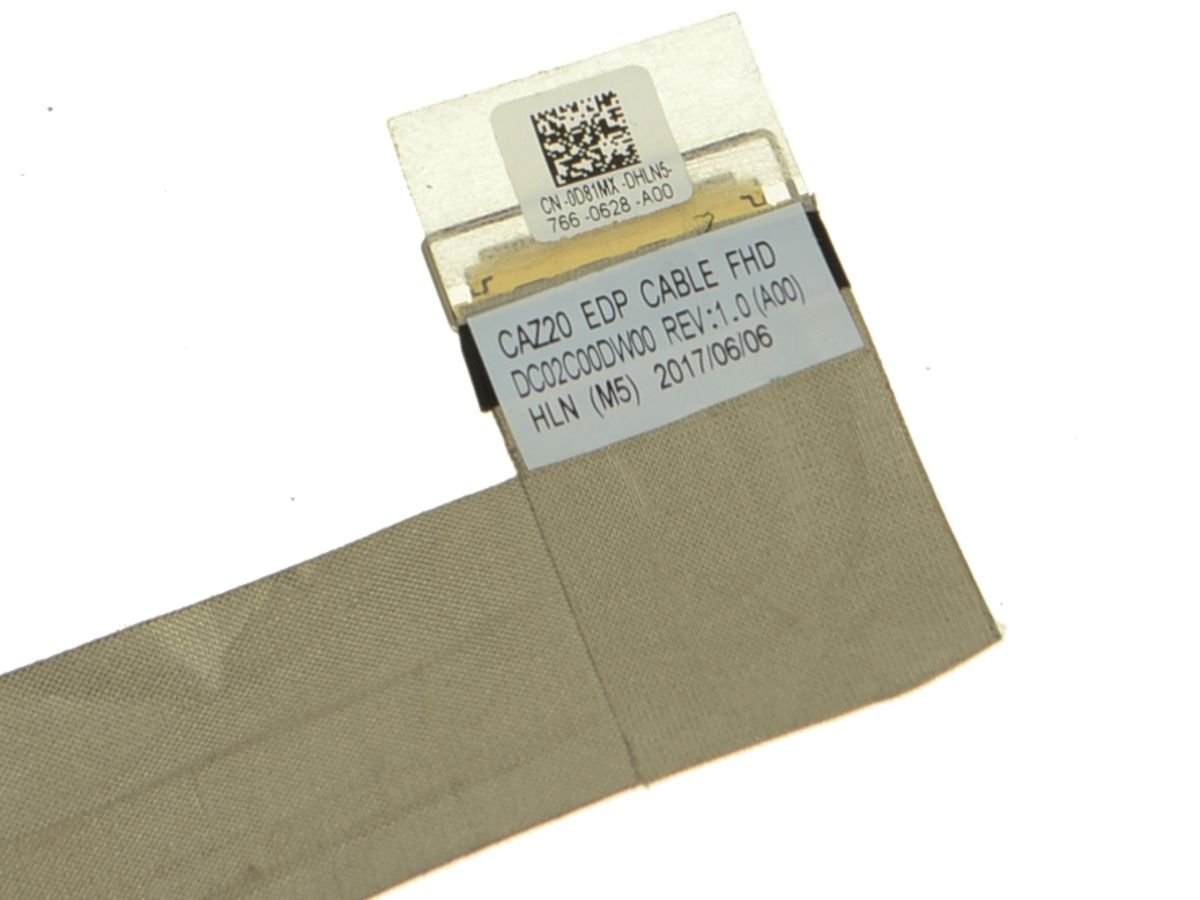 CN-0D81MX-DHLN5-
766-0628-A00
CAZ20 EDP CABLE FHD
DC02C00DW00 REV:1.0 (A00)
HLN (M5) 2017/06/06